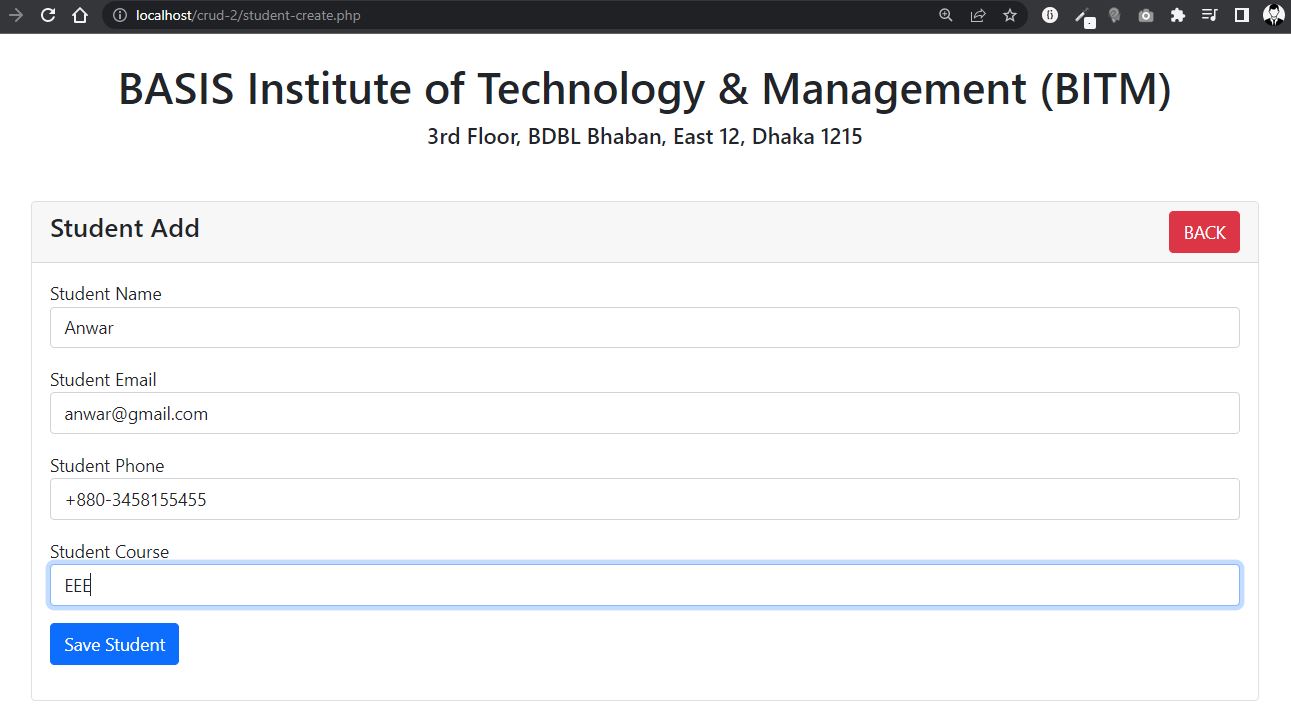 localhost/crud-2/student-create.php
BASIS Institute of Technology & Management (BITM)
3rd Floor, BDBL Bhaban, East 12, Dhaka 1215
Student Add
BACK
Student Name
Anwar
Student Email
anwar@gmail.com
Student Phone
+880-3458155455
Student Course
EEE
Save Student